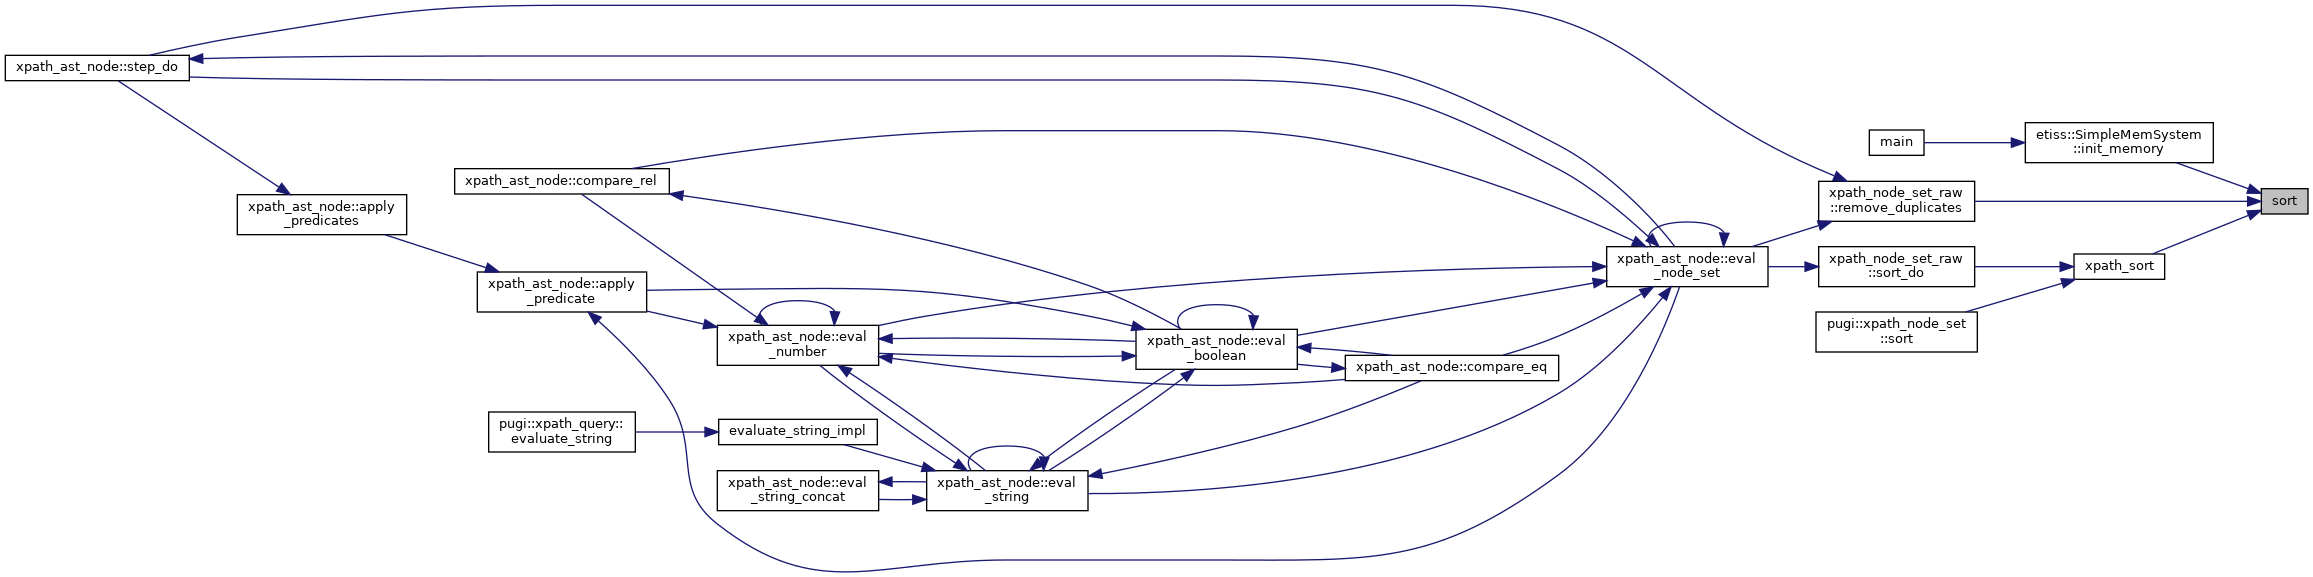 xpath_ast_node::step_do
xpath_ast_node::apply
_predicates
xpath_ast_node::compare_rel
xpath_ast_node::apply
_predicate
pugi::xpath_query::
evaluate_string
xpath_ast_node::eval
_number
evaluate_string_impl
xpath_ast_node::eval
_string_concat
xpath_ast_node::eval
_string
xpath_ast_node::eval
_boolean
xpath_ast_node::compare_eq
xpath_ast_node::eval
_node_set
main
xpath_node_set_raw
::remove_duplicates
xpath_node_set_raw
::sort_do
pugi::xpath_node_set
::sort
etiss::SimpleMemSystem
::init_memory
xpath_sort
sort